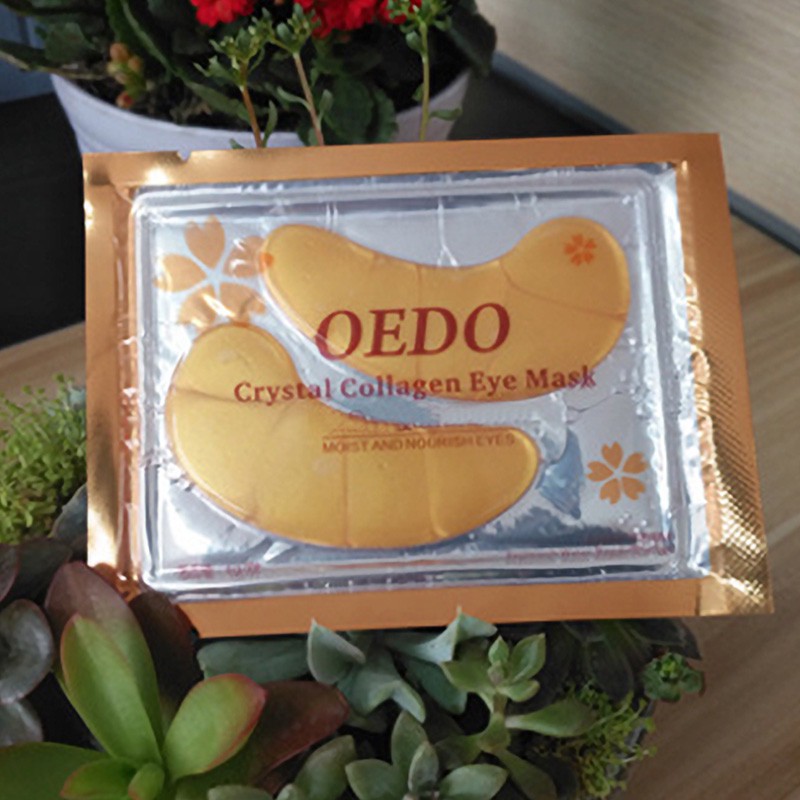 OEDO
Crystal Collagen Eye Mask
MOIST AND NOURISH EYES